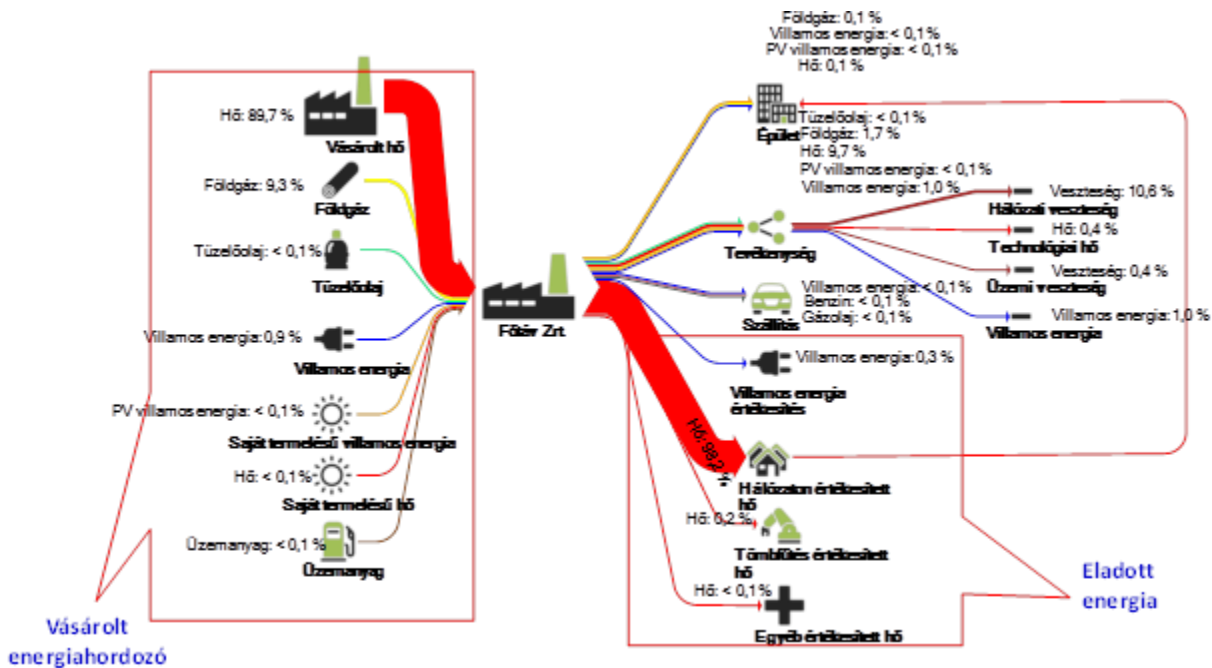 Földgáz: 0,1 %
Villamos energia: < 0,1%
PV villamos energia: < 0,1%
Hő: 0,1 %
Hő: 89,7 %
Vásárolt hő
Földgáz: 9,3 %
Földgáz
Tüzelőolaj: < 0,1%
Tüzelőolaj
Villamos energia: 0,9 %
Villamos energia
PV villamos energia: < 0,1%
Saját termelésű villamos energia
Hő: < 0,1%
Saját termelésű hő
Üzemanyag: < 0,1 %
Üzemanyag
Vásárolt
energiahordozó
Főtáv Zrt.
Épület
Tüzelőolaj: < 0,1%
Földgáz: 1,7 %
Hő: 9,7 %
PV villamos energia: < 0,1%
Villamos energia: 1,0 %
Tevékenység
Veszteség: 10,6 %
Hálózati veszteség
Hő: 0,4 %
Technológiai hő
Veszteség: 0,4 %
Üzemi veszteség
Villamos energia: 1,0%
Villamos energia
Villamos energia: < 0,1%
Benzin: < 0,1%
Gázolaj: < 0,1%
Szállítás
Villamos energia: 0,3 %
Villamos energia
értékesítés
Hő: 98,2 %
Hálózaton értékesített
hő
Hő: 0,2 %
Tömbfűtés értékesített
hő
Hő: < 0,1%
Egyéb értékesített hő
Eladott
energia